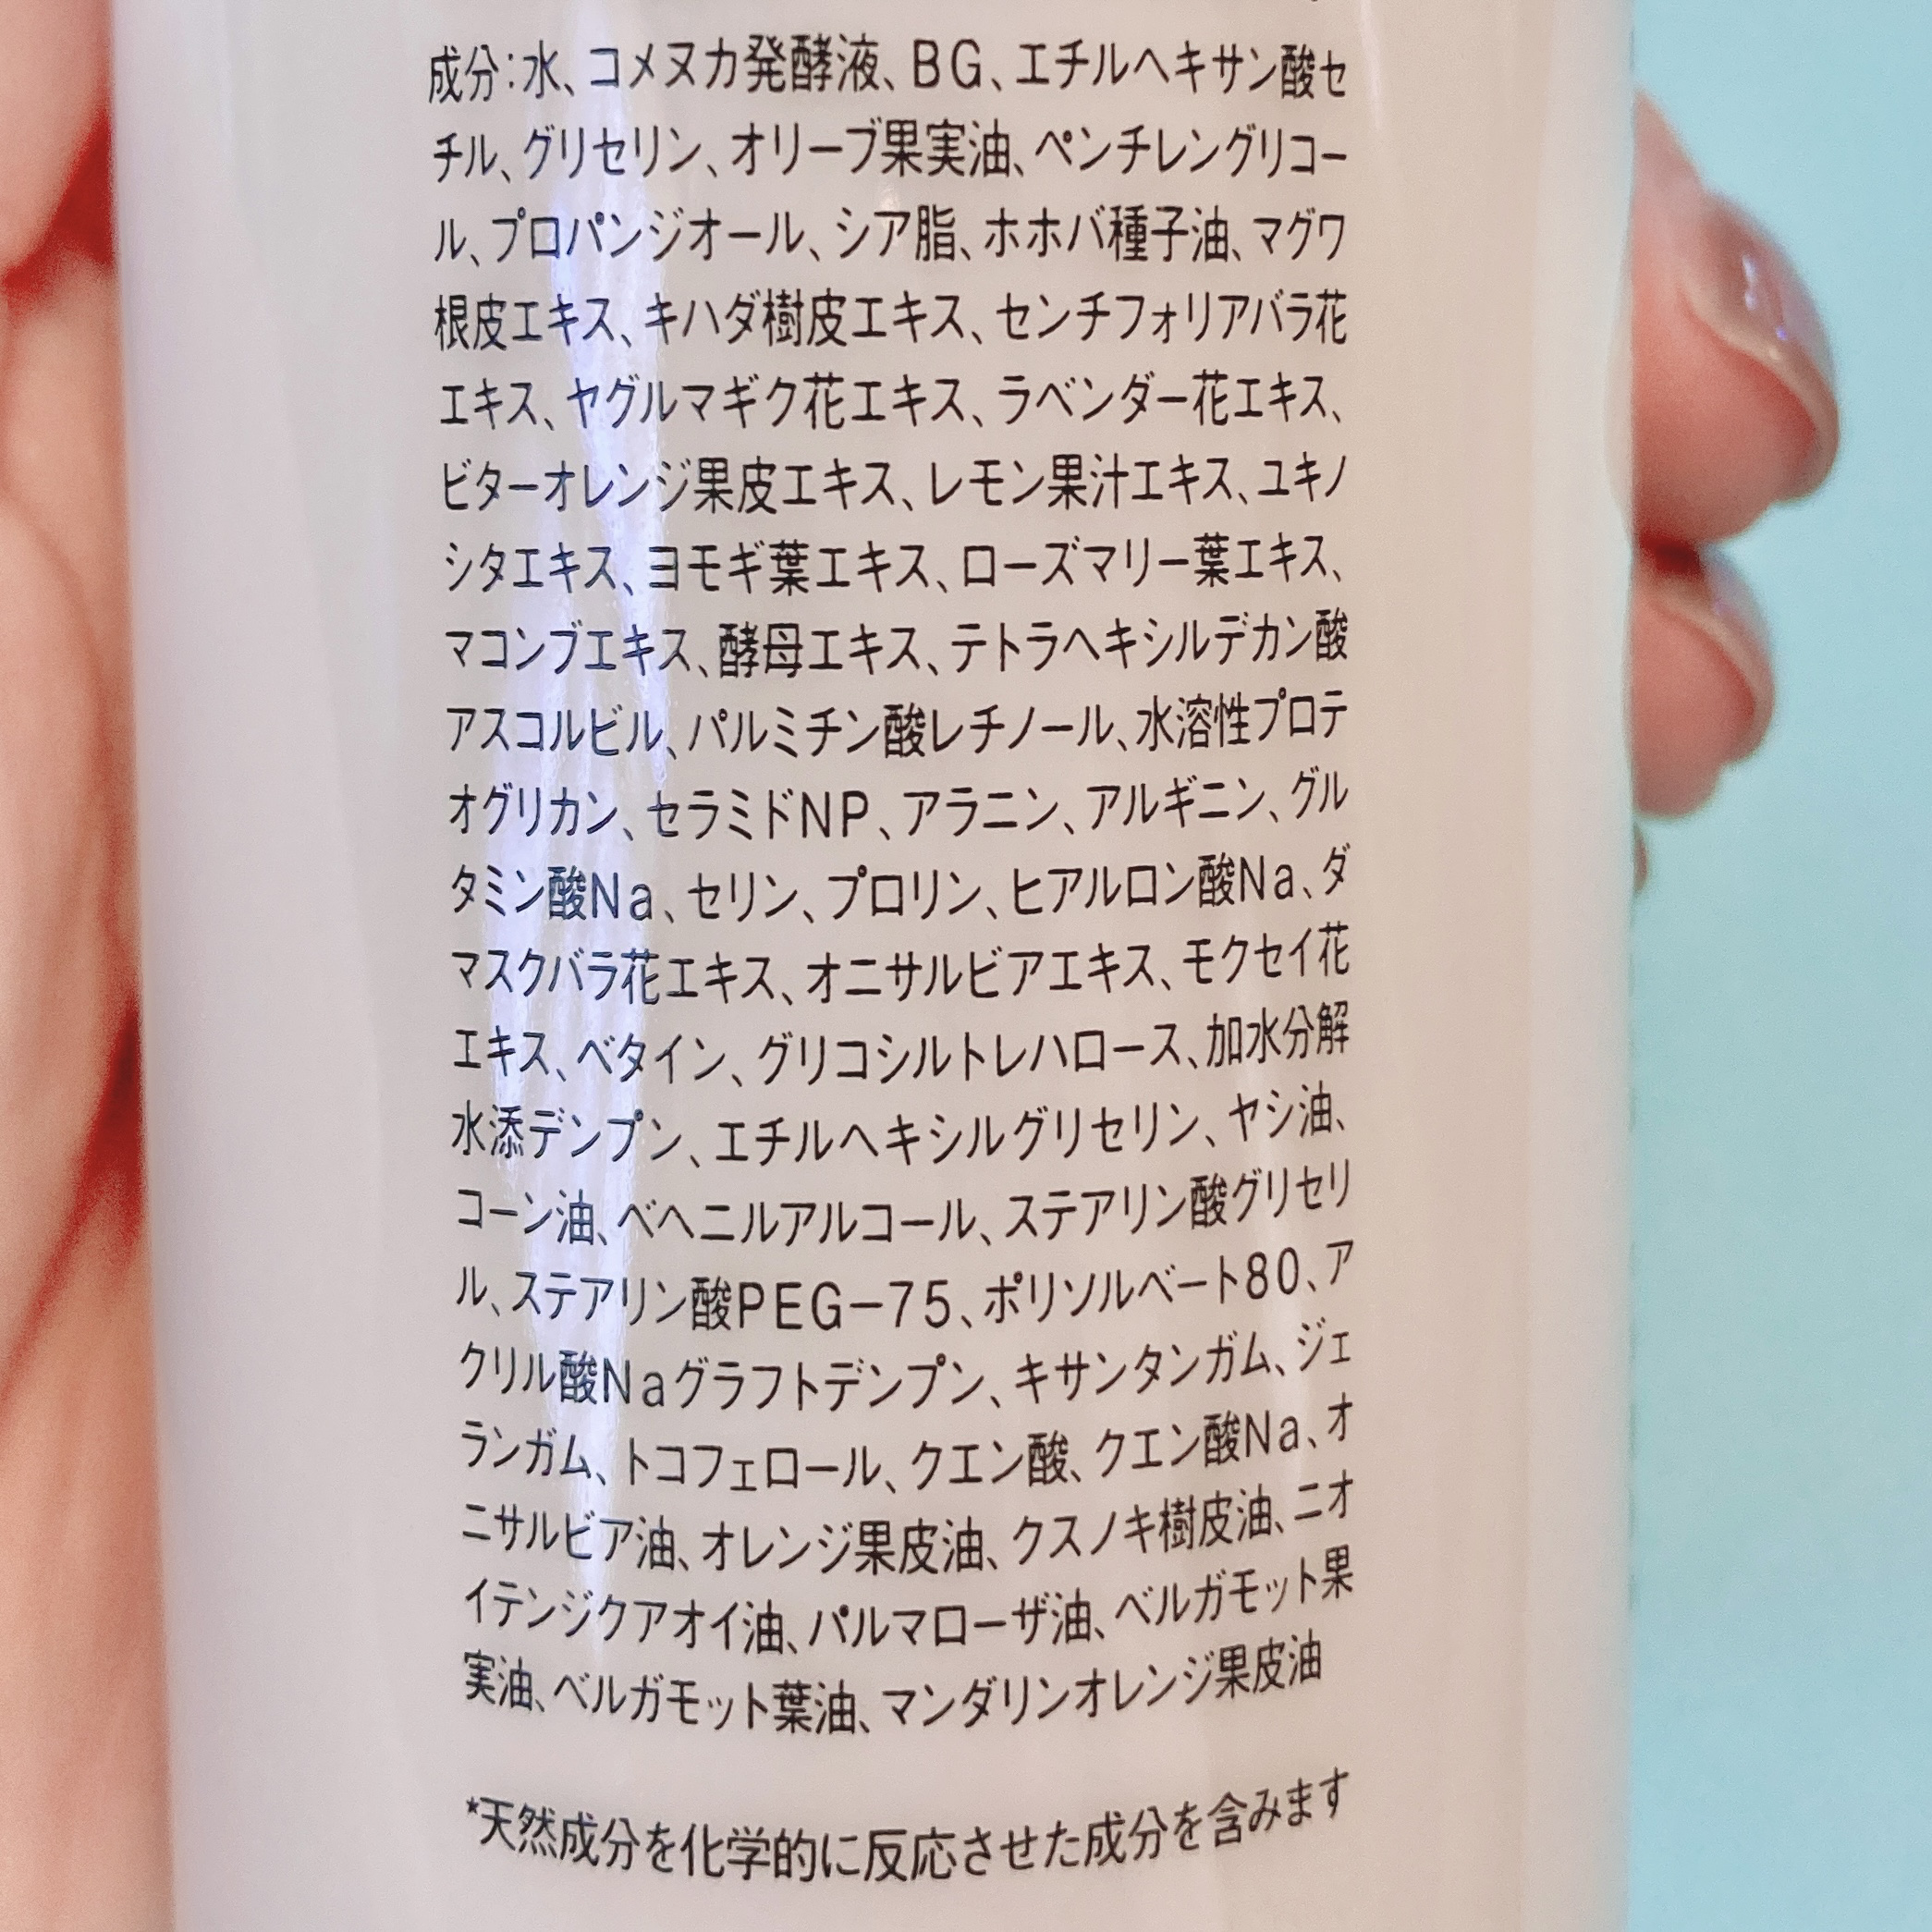 成分:水、コメヌカ発酵液、BG、エチルヘキサン酸セ
チル、グリセリン、オリーブ果実油、ペンチレングリコー
ル、プロパンジオール、シア脂、ホホバ種子油、マグワ
根皮エキス、キハダ樹皮エキス、センチフォリアバラ花
エキス、ヤグルマギク花エキス、ラベンダー花エキス、
ビターオレンジ果皮エキス、レモン果汁エキス、ユキノ
シタエキス、ヨモギ葉エキス、ローズマリー葉エキス、
マコンブエキス、酵母エキス、テトラヘキシルデカン酸
アスコルビル、パルミチン酸レチノール、水溶性プロテ
オグリカン、セラミドNP、アラニン、アルギニン、グル
タミン酸Na、セリン、プロリン、ヒアルロン酸Na、ダ
マスクバラ花エキス、オニサルビアエキス、モクセイ花
エキス、ベタイン、グリコシルトレハロース、加水分解
水添デンプン、エチルヘキシルグリセリン、ヤシ油、
コーン油、ベヘニルアルコール、ステアリン酸グリセリ
ル、ステアリン酸PEG-75、ポリソルベート80、ア
クリル酸Naグラフトデンプン、キサンタンガム、ジェ
ランガム、トコフェロール、クエン酸、クエン酸Na、オ
ニサルビア油、オレンジ果皮油、クスノキ樹皮油、ニオ
イテンジクアオイ油、パルマローザ油、ベルガモット果
実油、ベルガモット葉油、マンダリンオレンジ果皮油
*天然成分を化学的に反応させた成分を含みます